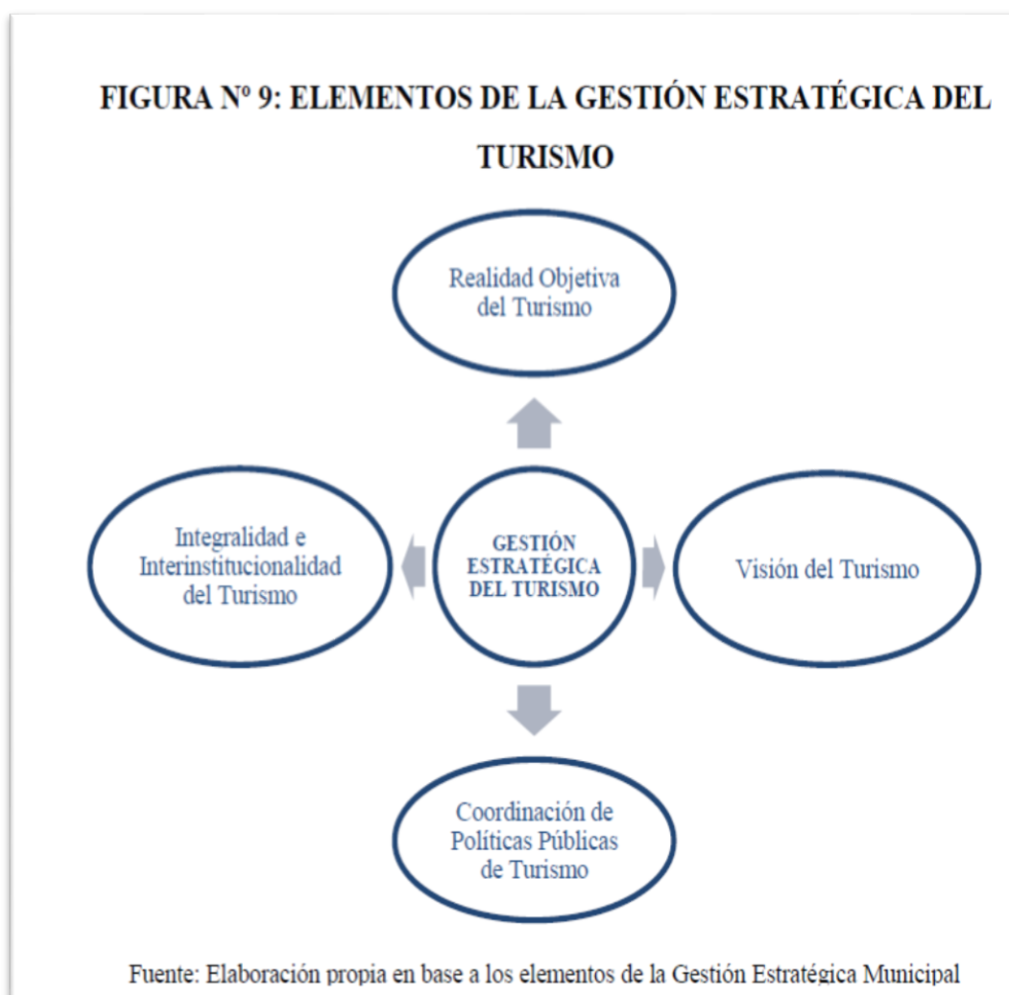 FIGURA Nº 9: ELEMENTOS DE LA GESTIÓN ESTRATÉGICA DEL
TURISMO
Realidad Objetiva
del Turismo
Integralidad e
Interinstitucionalidad
del Turismo
GESTIÓN
ESTRATÉGICA
DEL TURISMO
Visión del Turismo
Coordinación de
Políticas Públicas
de Turismo
Fuente: Elaboración propia en base a los elementos de la Gestión Estratégica Municipal